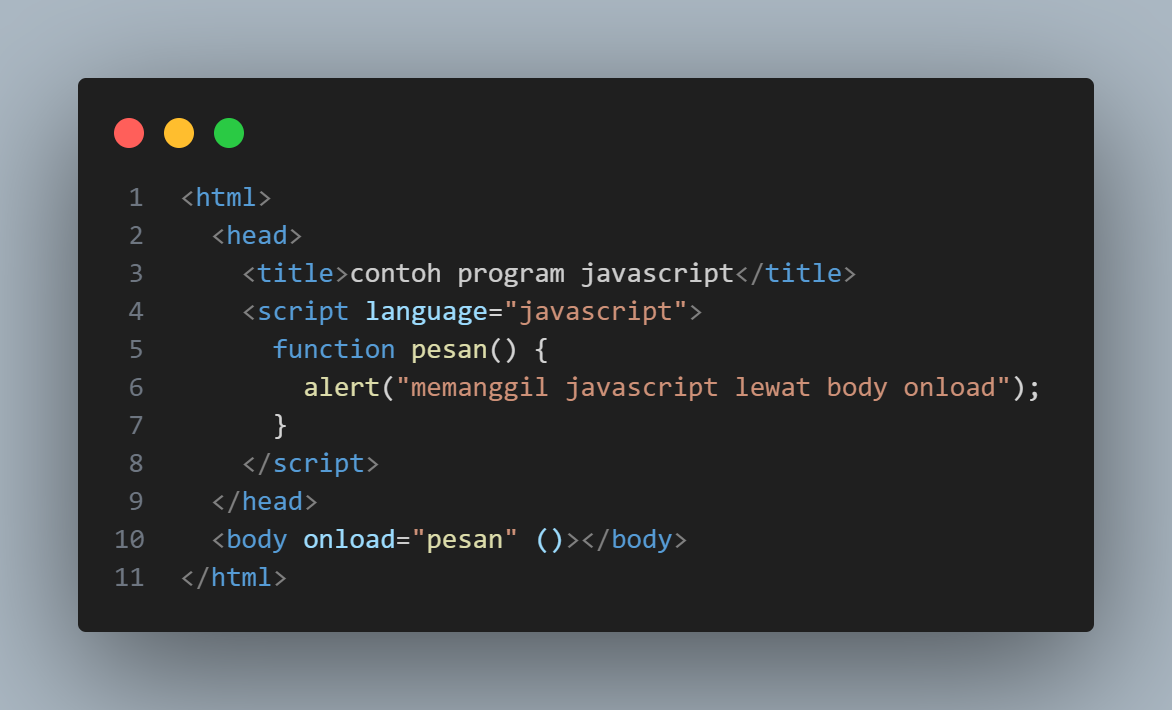 1 <html>
2   <head>
3     <title>contoh program javascript</title>
4     <script language="javascript">
5       function pesan() {
6         alert("memanggil javascript lewat body onload");
7       }
8     </script>
9   </head>
10   <body onload="pesan" ()></body>
11 </html>